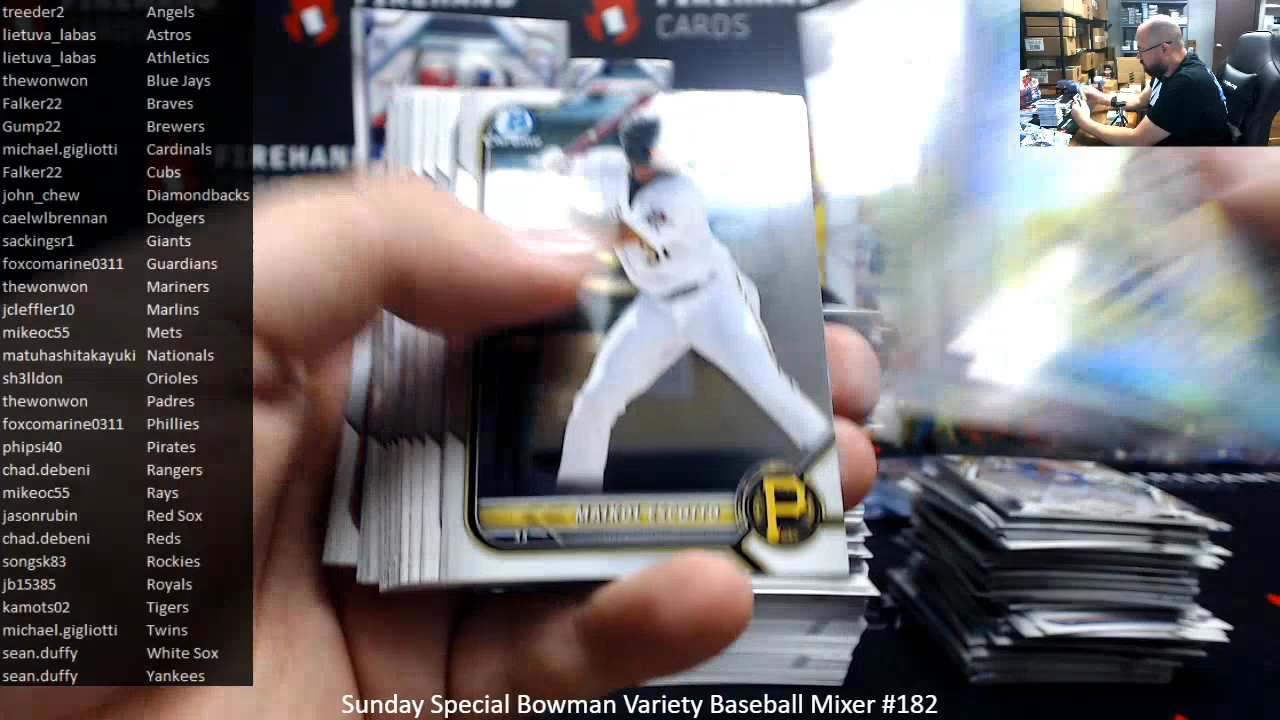 treeder2 Angels
lietuva_labas Astros
lietuva_labas Athletics
thewonwon Blue Jays
Falker22 Braves
Gump22 Brewers
michael.gigliotti Cardinals
Falker22 Cubs
john_chew Diamondbacks
caelwlbrennan Dodgers
sackingsr1 Giants
foxcomarine0311 Guardians
thewonwon Mariners
jcleffler10 Marlins
mikeoc55 Mets
matuhashitakayuki Nationals
sh3lldon Orioles
thewonwon Padres
foxcomarine0311 Phillies
phipsi40 Pirates
chad.debeni Rangers
mikeoc55 Rays
jasonrubin Red Sox
chad.debeni Reds
songsk83 Rockies
jb15385 Royals
kamots02 Tigers
michael.gigliotti Twins
sean.duffy White Sox
sean.duffy Yankees
CARDS
FIREHAND
Sunday Special Bowman Variety Baseball Mixer #182